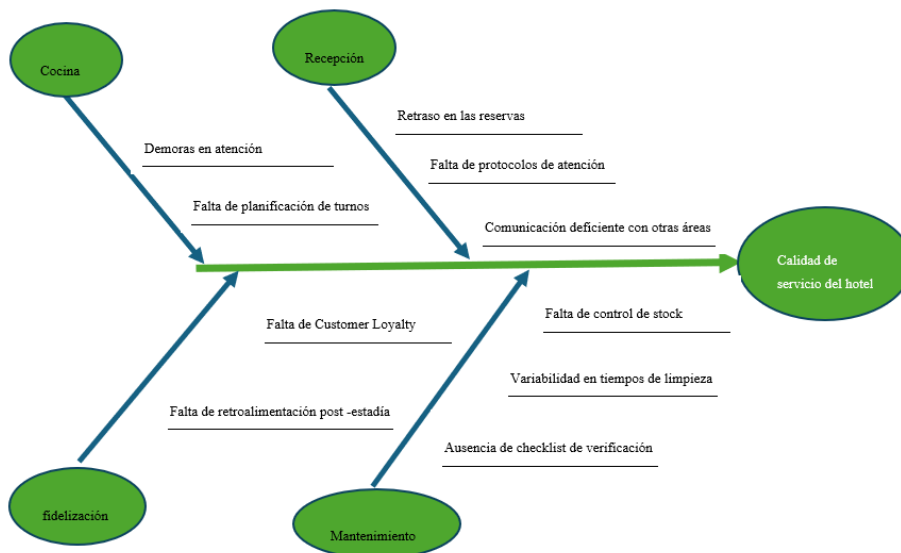 Cocina
Recepción
Retraso en las reservas
Demoras en atención
Falta de protocolos de atención
Falta de planificación de turnos
Comunicación deficiente con otras áreas
Calidad de
servicio del hotel
Falta de Customer Loyalty
Falta de control de stock
Variabilidad en tiempos de limpieza
Falta de retroalimentación post -estadía
Ausencia de checklist de verificación
fidelización
Mantenimiento